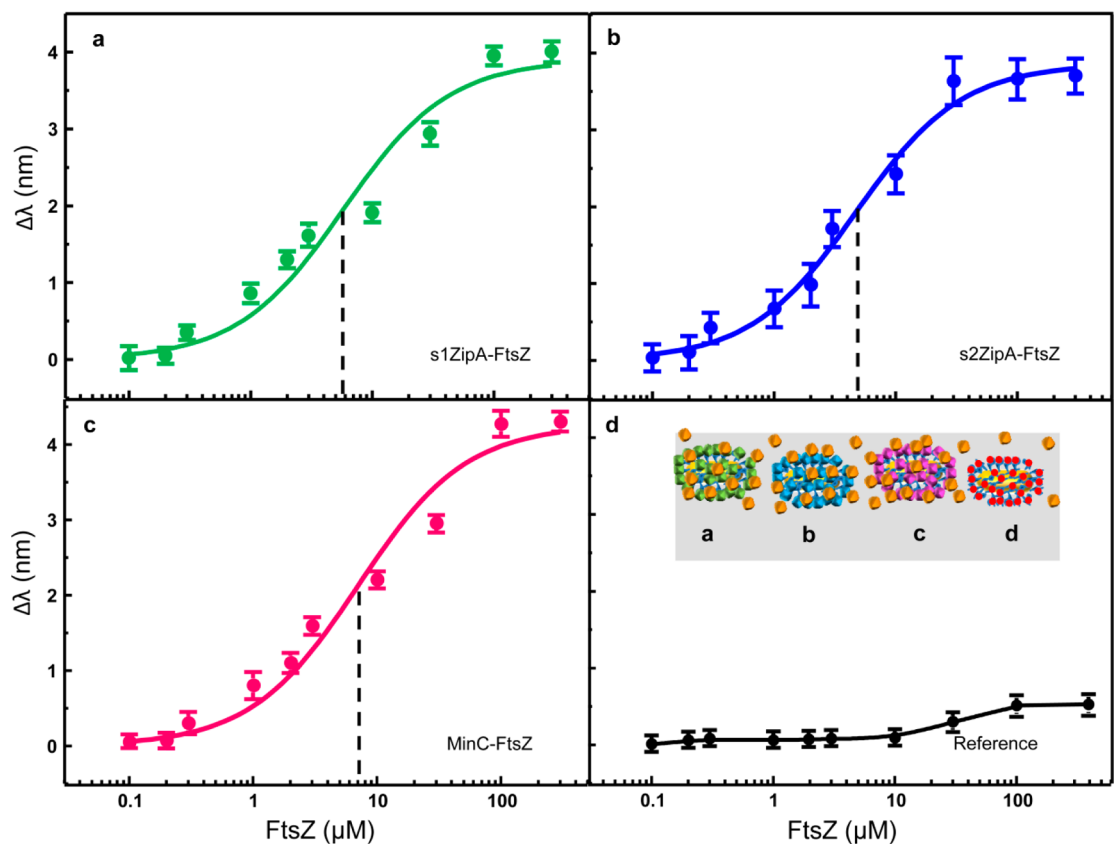 a
4
3
2
1
0
Δλ (nm)
s1ZipA-FtsZ
b
s2ZipA-FtsZ
c
4
3
2
1
0
Δλ (nm)
MinC-FtsZ
0.1 1 10 100
FtsZ (µM)
d
a b c d
Reference
0.1 1 10 100
FtsZ (µM)